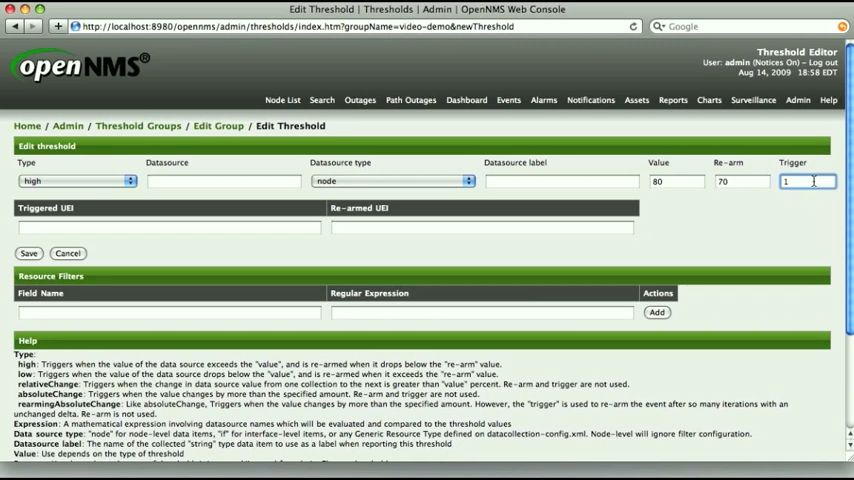 Edit Threshold | Thresholds | Admin | OpenNMS Web Console
http://localhost:8980/opennms/admin/thresholds/index.htm?groupName=video-demo&newThreshold
Google
openNMS®
Threshold Editor
User: admin (Notices On) - Log out
Aug 14, 2009 18:58 EDT
Node List Search Outages Path Outages Dashboard Events Alarms Notifications Assets Reports Charts Surveillance Admin Help
Home / Admin / Threshold Groups / Edit Group / Edit Threshold
Edit threshold
Type Datasource Datasource type Datasource label Value Re-arm Trigger
high node 80 70 1
Triggered UEI Re-armed UEI
Save Cancel
Resource Filters
Field Name Regular Expression Actions
Add
Help
Type:
high: Triggers when the value of the data source exceeds the "value", and is re-armed when it drops below the "re-arm" value.
low: Triggers when the value of the data source drops below the "value", and is re-armed when it exceeds the "re-arm" value.
relativeChange: Triggers when the change in data source value from one collection to the next is greater than "value" percent. Re-arm and trigger are not used.
absoluteChange: Triggers when the value changes by more than the specified amount. Re-arm and trigger are not used.
rearmingAbsoluteChange: Like absoluteChange, Triggers when the value changes by more than the specified amount. However, the "trigger" is used to re-arm the event after so many iterations with an
unchanged delta. Re-arm is not used.
Expression: A mathematical expression involving datasource names which will be evaluated and compared to the threshold values
Data source type: "node" for node-level data items, "if" for interface-level items, or any Generic Resource Type defined on datacollection-config.xml. Node-level will ignore filter configuration.
Datasource label: The name of the collected "string" type data item to use as a label when reporting this threshold
Value: Use depends on the type of threshold